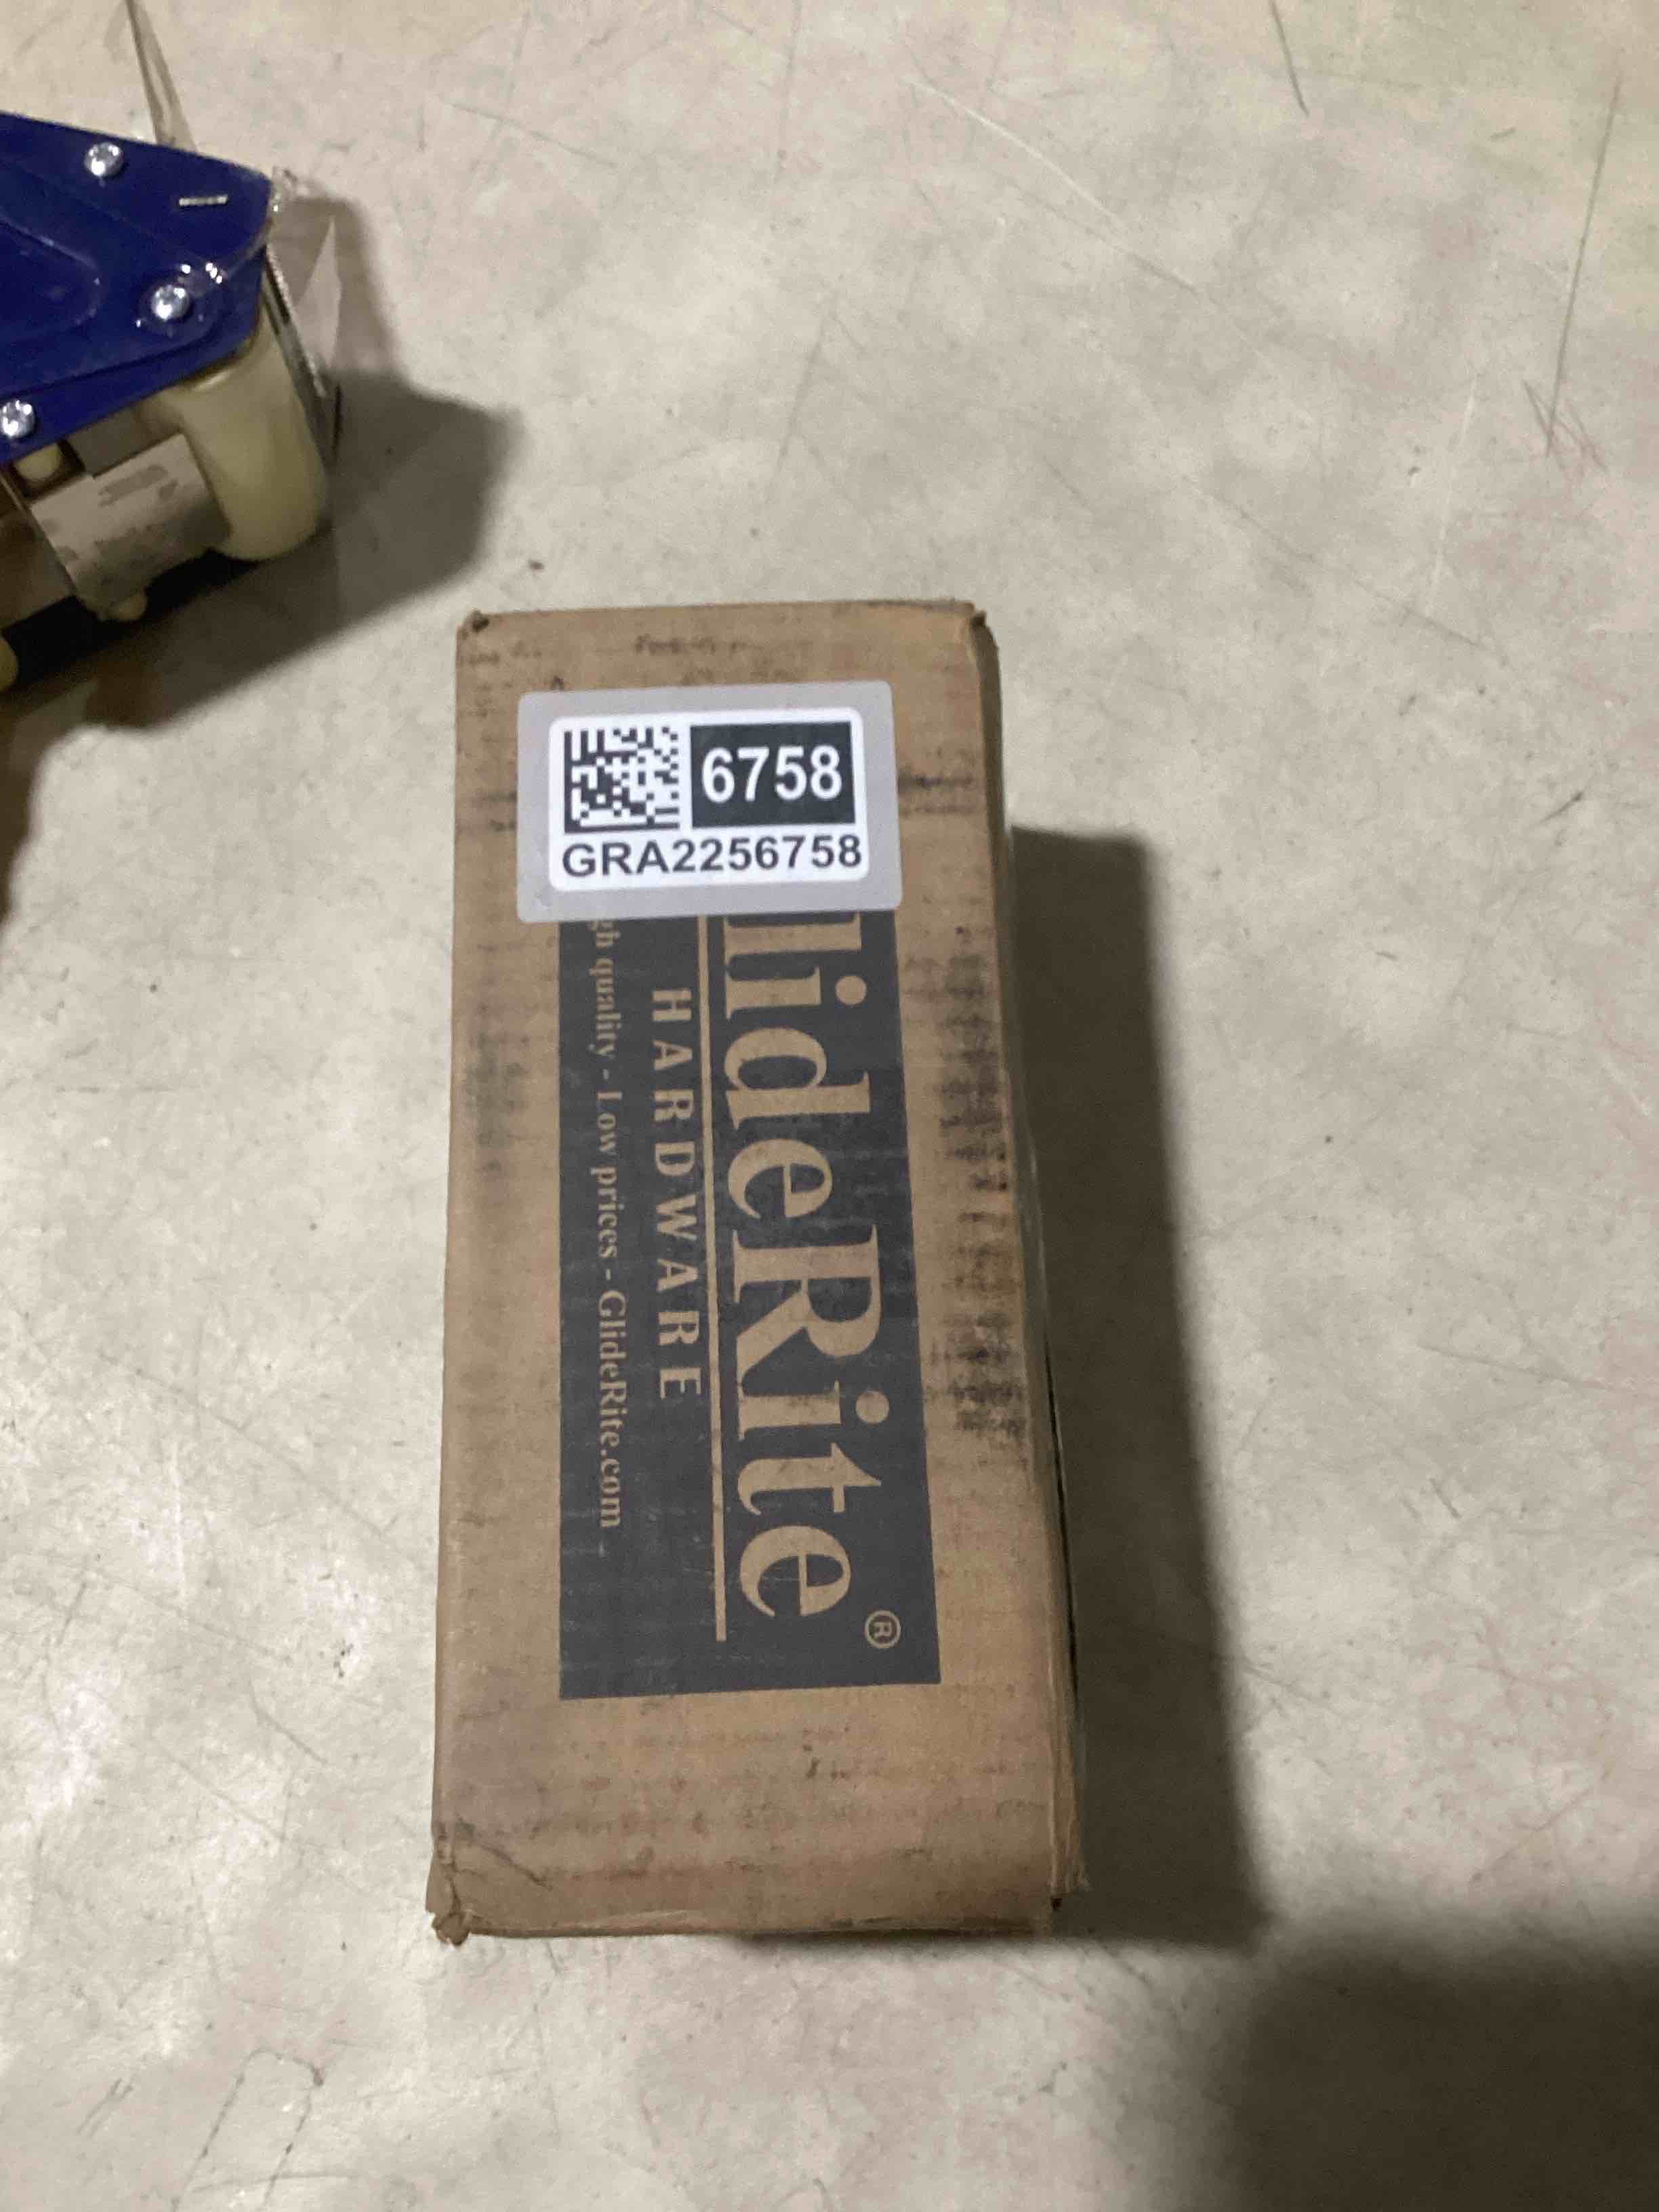 6758
GRA2256758
lideRite®
HARDWARE
gh quality - Low prices - GlideRite.com